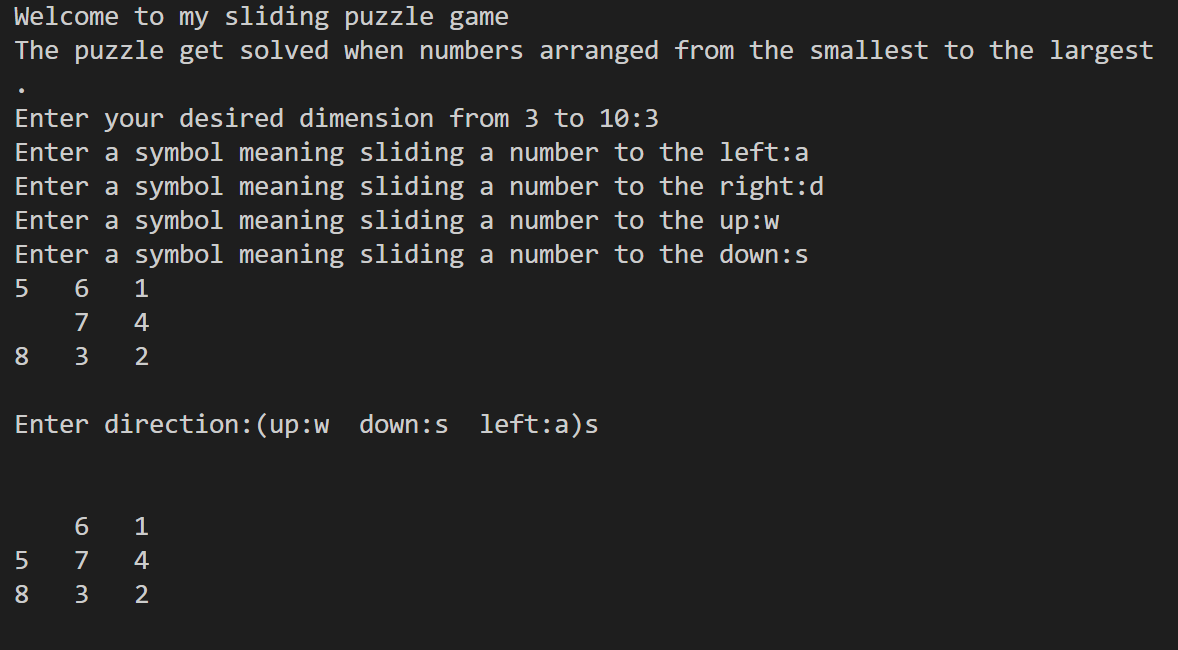 Welcome to my sliding puzzle game
The puzzle get solved when numbers arranged from the smallest to the largest
.
Enter your desired dimension from 3 to 10:3
Enter a symbol meaning sliding a number to the left:a
Enter a symbol meaning sliding a number to the right:d
Enter a symbol meaning sliding a number to the up:w
Enter a symbol meaning sliding a number to the down:s
5   6   1
    7   4
8   3   2
Enter direction:(up:w  down:s  left:a)s
    6   1
5   7   4
8   3   2